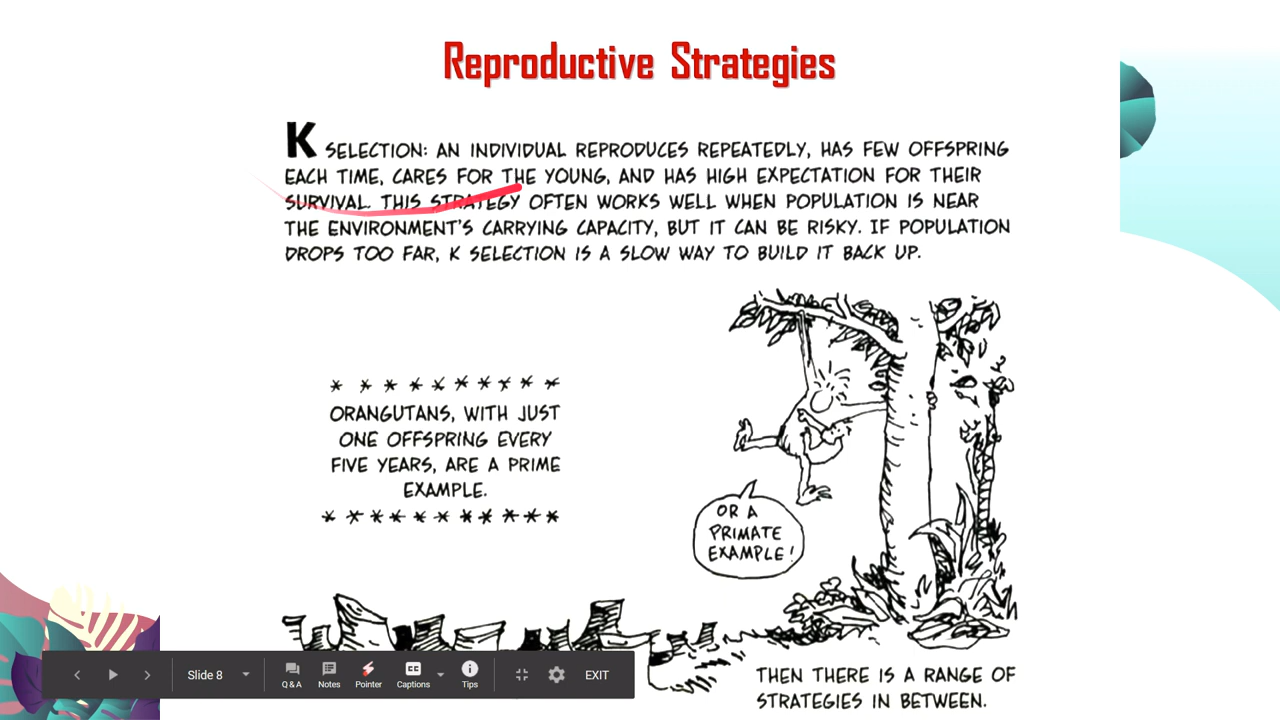 Reproductive Strategies
K SELECTION: AN INDIVIDUAL REPRODUCES REPEATEDLY, HAS FEW OFFSPRING
EACH TIME, CARES FOR THE YOUNG, AND HAS HIGH EXPECTATION FOR THEIR
SURVIVAL. THIS STRATEGY OFTEN WORKS WELL WHEN POPULATION IS NEAR
THE ENVIRONMENT'S CARRYING CAPACITY, BUT IT CAN BE RISKY. IF POPULATION
DROPS TOO FAR, K SELECTION IS A SLOW WAY TO BUILD IT BACK UP.
* * * * * * * * * *
ORANGUTANS, WITH JUST
ONE OFFSPRING EVERY
FIVE YEARS, ARE A PRIME
EXAMPLE.
* * * * * * * * * * *
OR A
PRIMATE
EXAMPLE!
THEN THERE IS A RANGE OF
STRATEGIES IN BETWEEN.
Slide 8
Q & A
Notes
Pointer
CC
Captions
Tips
EXIT